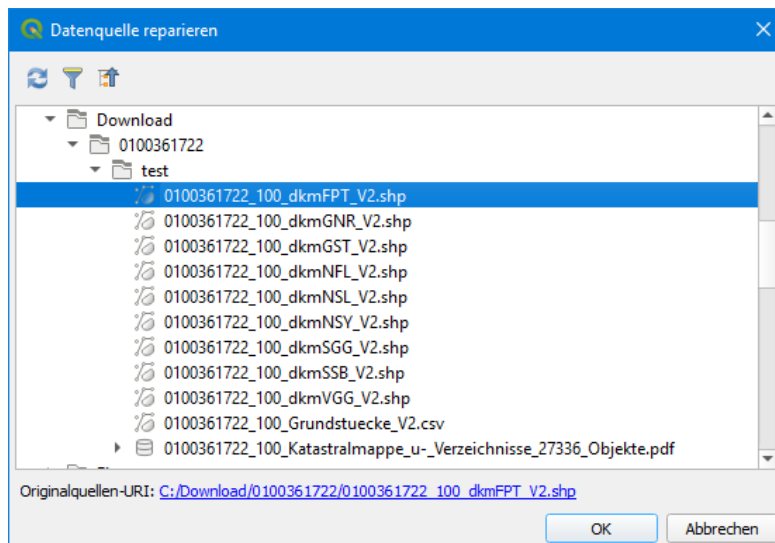 Datenquelle reparieren
Download
0100361722
test
0100361722_100_dkmFPT_V2.shp
0100361722_100_dkmGNR_V2.shp
0100361722_100_dkmGST_V2.shp
0100361722_100_dkmNFL_V2.shp
0100361722_100_dkmNSL_V2.shp
0100361722_100_dkmNSY_V2.shp
0100361722_100_dkmSGG_V2.shp
0100361722_100_dkmSSB_V2.shp
0100361722_100_dkmVGG_V2.shp
0100361722_100_Grundstuecke_V2.csv
0100361722_100_Katastralmappe_u-_Verzeichnisse_27336_Objekte.pdf
Originalquellen-URI: C:/Download/0100361722/0100361722_100_dkmFPT_V2.shp
OK Abbrechen